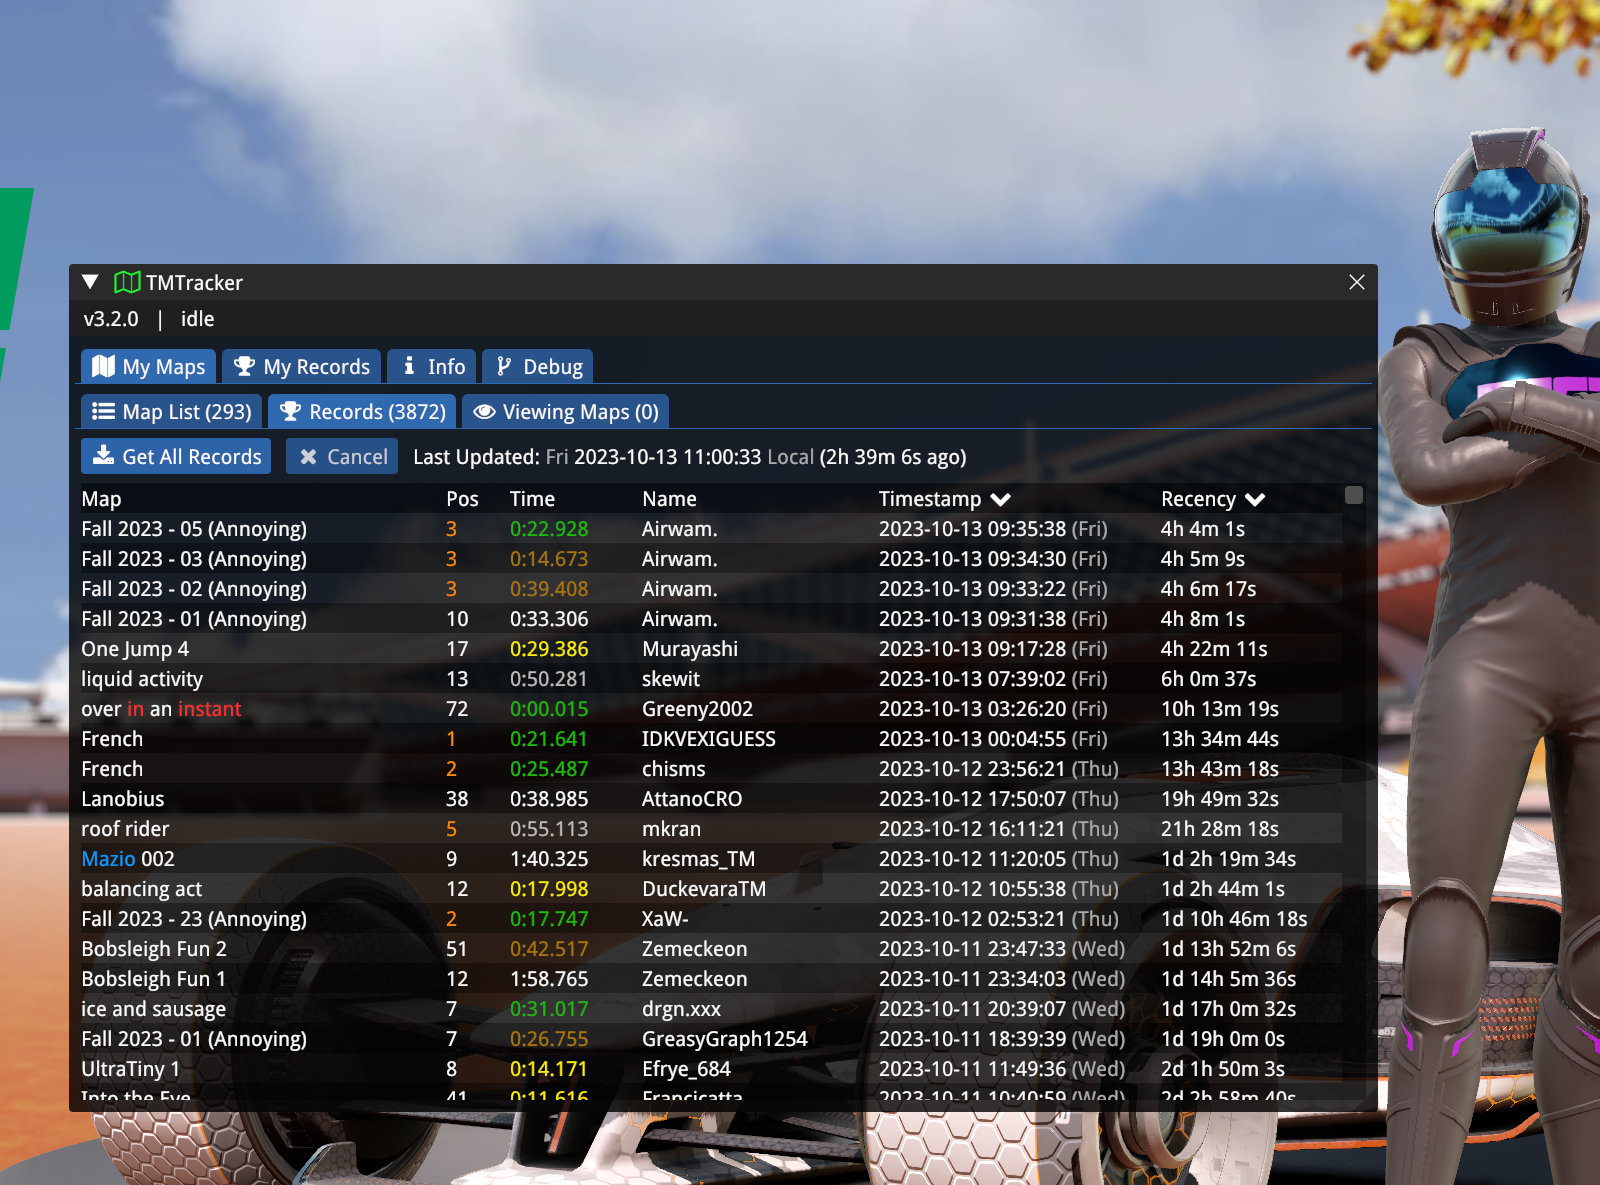 TMTracker
v3.2.0 | idle
My Maps My Records Info Debug
Map List (293) Records (3872) Viewing Maps (0)
Get All Records Cancel Last Updated: Fri 2023-10-13 11:00:33 Local (2h 39m 6s ago)
Map Pos Time Name Timestamp Recency
Fall 2023 - 05 (Annoying) 3 0:22.928 Airwam. 2023-10-13 09:35:38 (Fri) 4h 4m 1s
Fall 2023 - 03 (Annoying) 3 0:14.673 Airwam. 2023-10-13 09:34:30 (Fri) 4h 5m 9s
Fall 2023 - 02 (Annoying) 3 0:39.408 Airwam. 2023-10-13 09:33:22 (Fri) 4h 6m 17s
Fall 2023 - 01 (Annoying) 10 0:33.306 Airwam. 2023-10-13 09:31:38 (Fri) 4h 8m 1s
One Jump 4 17 0:29.386 Murayashi 2023-10-13 09:17:28 (Fri) 4h 22m 11s
liquid activity 13 0:50.281 skewit 2023-10-13 07:39:02 (Fri) 6h 0m 37s
over in an instant 72 0:00.015 Greeny2002 2023-10-13 03:26:20 (Fri) 10h 13m 19s
French 1 0:21.641 IDKVEXIGUESS 2023-10-13 00:04:55 (Fri) 13h 34m 44s
French 2 0:25.487 chisms 2023-10-12 23:56:21 (Thu) 13h 43m 18s
Lanobius 38 0:38.985 AttanoCRO 2023-10-12 17:50:07 (Thu) 19h 49m 32s
roof rider 5 0:55.113 mkran 2023-10-12 16:11:21 (Thu) 21h 28m 18s
Mazio 002 9 1:40.325 kresmas_TM 2023-10-12 11:20:05 (Thu) 1d 2h 19m 34s
balancing act 12 0:17.998 DuckevaraTM 2023-10-12 10:55:38 (Thu) 1d 2h 44m 1s
Fall 2023 - 23 (Annoying) 2 0:17.747 XaW- 2023-10-12 02:53:21 (Thu) 1d 10h 46m 18s
Bobsleigh Fun 2 51 0:42.517 Zemeckeon 2023-10-11 23:47:33 (Wed) 1d 13h 52m 6s
Bobsleigh Fun 1 12 1:58.765 Zemeckeon 2023-10-11 23:34:03 (Wed) 1d 14h 5m 36s
ice and sausage 7 0:31.017 drgn.xxx 2023-10-11 20:39:07 (Wed) 1d 17h 0m 32s
Fall 2023 - 01 (Annoying) 7 0:26.755 GreasyGraph1254 2023-10-11 18:39:39 (Wed) 1d 19h 0m 0s
UltraTiny 1 8 0:14.171 Efrye_684 2023-10-11 11:49:36 (Wed) 2d 1h 50m 3s
Into the Eye 41 0:11.616 Francicatta 2023-10-11 10:40:59 (Wed) 2d 2h 58m 40s